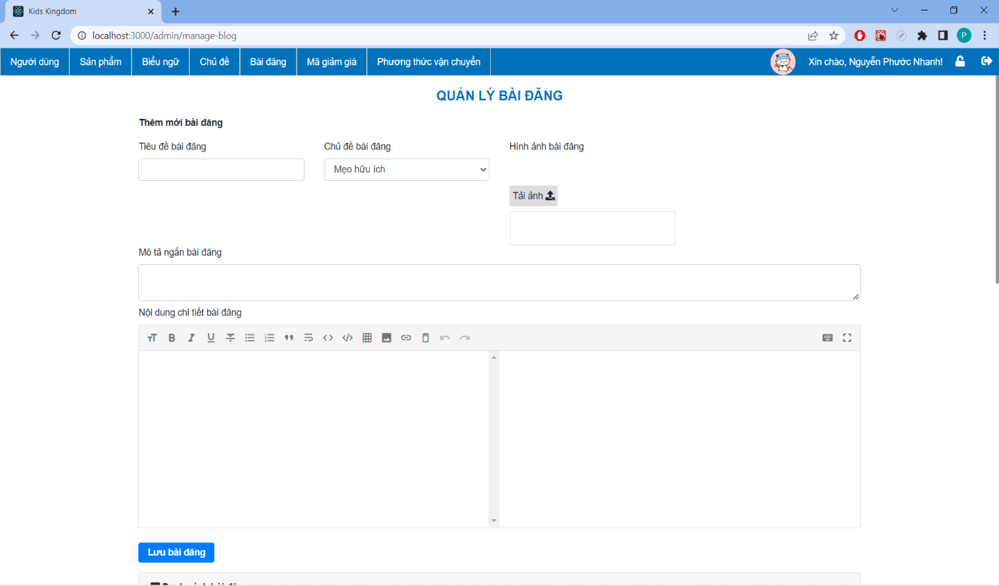 Kids Kingdom
localhost:3000/admin/manage-blog
P
Người dùng Sản phẩm Biểu ngữ Chủ đề Bài đăng Mã giảm giá Phương thức vận chuyển Xin chào, Nguyễn Phước Nhanh!
QUẢN LÝ BÀI ĐĂNG
Thêm mới bài đăng
Tiêu đề bài đăng Chủ đề bài đăng Hình ảnh bài đăng
Mẹo hữu ích
Tải ảnh
Mô tả ngắn bài đăng
Nội dung chi tiết bài đăng
Lưu bài đăng